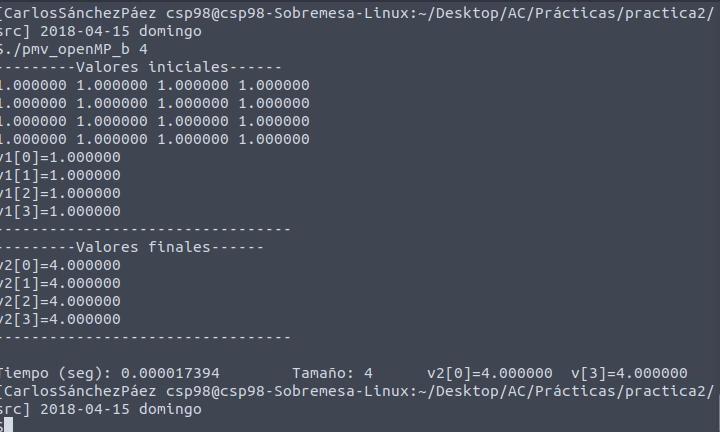 [CarlosSánchezPáez csp98@csp98-Sobremesa-Linux:~/Desktop/AC/Prácticas/practica2/
src] 2018-04-15 domingo
$./pmv_openMP_b 4
---------Valores iniciales------
1.000000 1.000000 1.000000 1.000000
1.000000 1.000000 1.000000 1.000000
1.000000 1.000000 1.000000 1.000000
1.000000 1.000000 1.000000 1.000000
v1[0]=1.000000
v1[1]=1.000000
v1[2]=1.000000
v1[3]=1.000000
---------------------------------
---------Valores finales------
v2[0]=4.000000
v2[1]=4.000000
v2[2]=4.000000
v2[3]=4.000000
---------------------------------
Tiempo (seg): 0.000017394        Tamaño: 4      v2[0]=4.000000  v[3]=4.000000
[CarlosSánchezPáez csp98@csp98-Sobremesa-Linux:~/Desktop/AC/Prácticas/practica2/
src] 2018-04-15 domingo
$